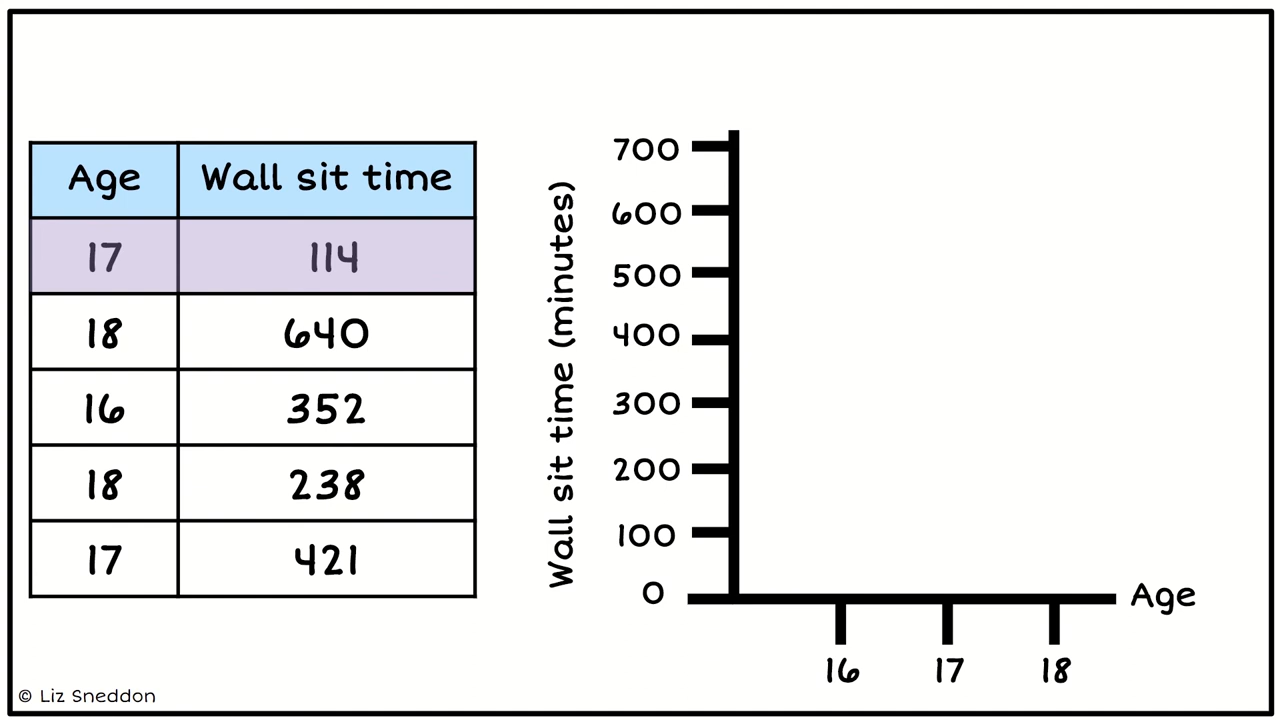 Age Wall sit time
17 114
18 640
16 352
18 238
17 421
Wall sit time (minutes)
700
600
500
400
300
200
100
0
Age
16 17 18
© Liz Sneddon